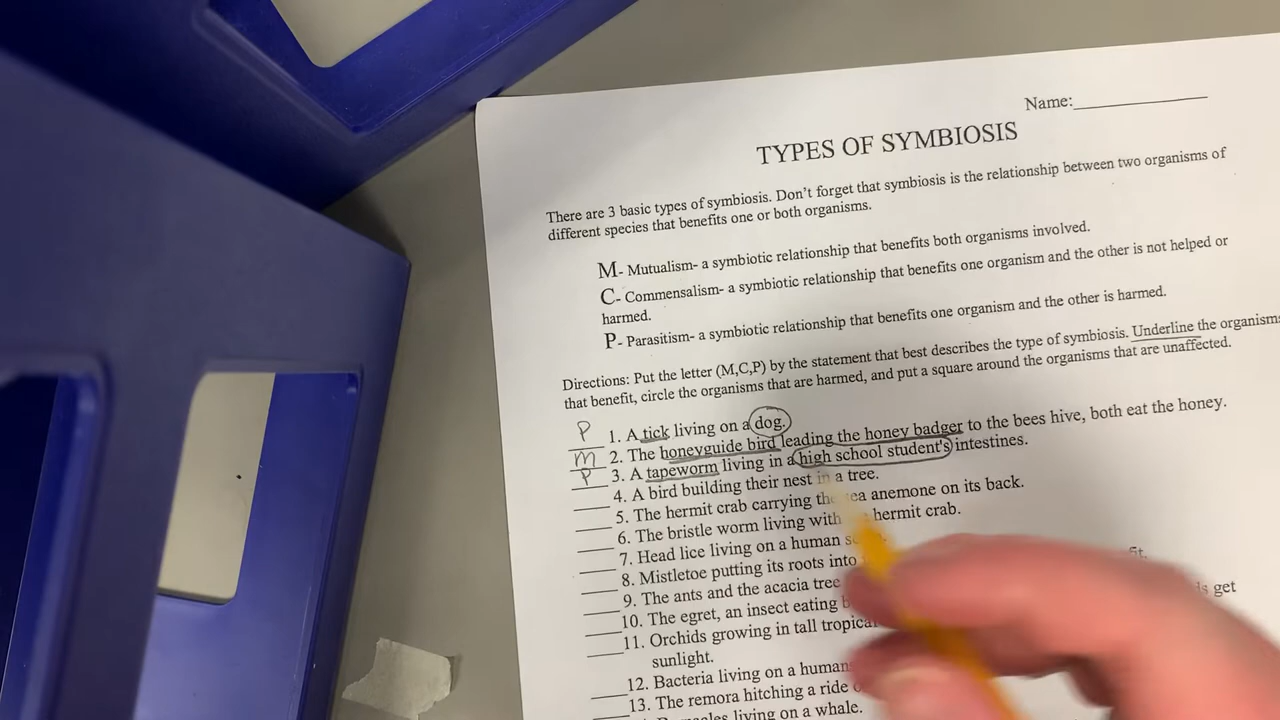 Name:
TYPES OF SYMBIOSIS
There are 3 basic types of symbiosis. Don't forget that symbiosis is the relationship between two organisms of
different species that benefits one or both organisms.
M- Mutualism- a symbiotic relationship that benefits both organisms involved.
C- Commensalism- a symbiotic relationship that benefits one organism and the other is not helped or
harmed.
P- Parasitism- a symbiotic relationship that benefits one organism and the other is harmed.
Directions: Put the letter (M,C,P) by the statement that best describes the type of symbiosis. Underline the organisms
that benefit, circle the organisms that are harmed, and put a square around the organisms that are unaffected.
P 1. A tick living on a dog.
m 2. The honeyguide bird leading the honey badger to the bees hive, both eat the honey.
P 3. A tapeworm living in a high school student's intestines.
4. A bird building their nest in a tree.
5. The hermit crab carrying the sea anemone on its back.
6. The bristle worm living with hermit crab.
7. Head lice living on a human
8. Mistletoe putting its roots into
9. The ants and the acacia tree
10. The egret, an insect eating get
11. Orchids growing in tall tropical
sunlight.
12. Bacteria living on a human
13. The remora hitching a ride
living on a whale.